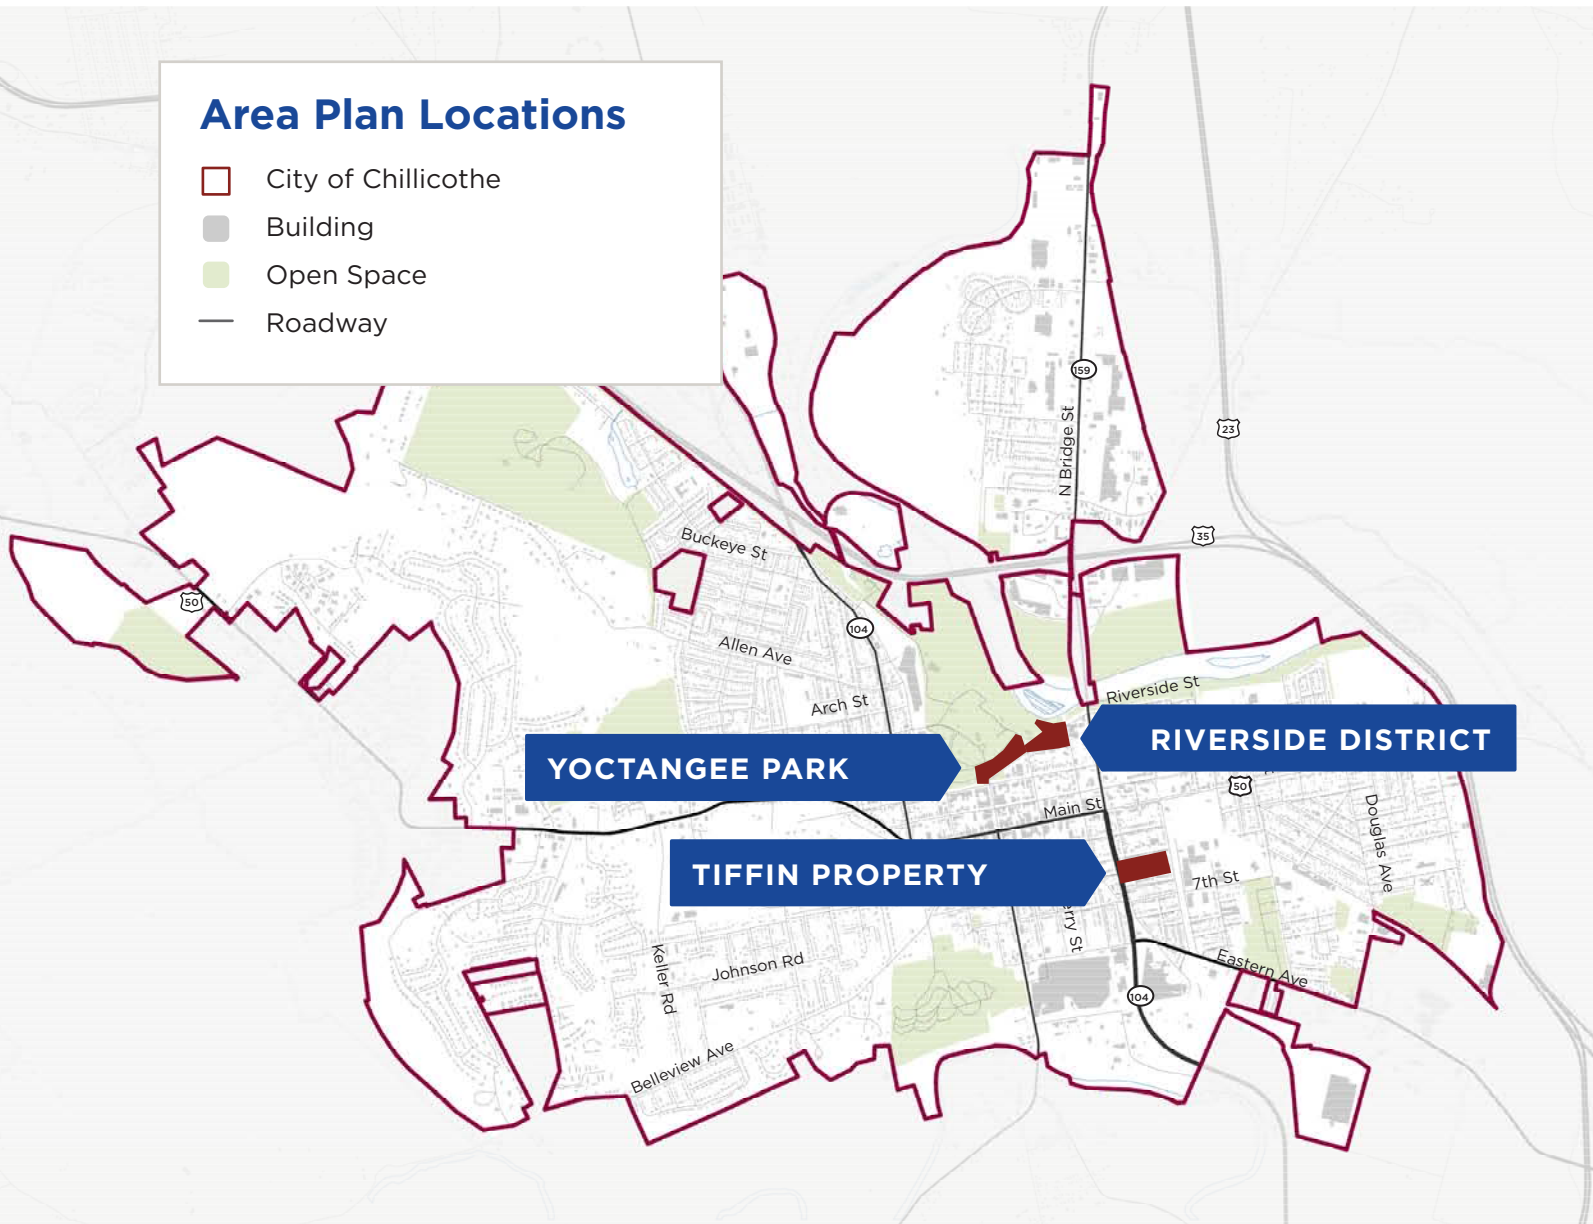 Area Plan Locations
City of Chillicothe
Building
Open Space
Roadway
159
N Bridge St
23
35
Buckeye St
50
104
Allen Ave
Arch St
Riverside St
RIVERSIDE DISTRICT
YOCTANGEE PARK
50
Main St
Douglas Ave
TIFFIN PROPERTY
7th St
Keller Rd
Johnson Rd
Eastern Ave
104
Belleview Ave